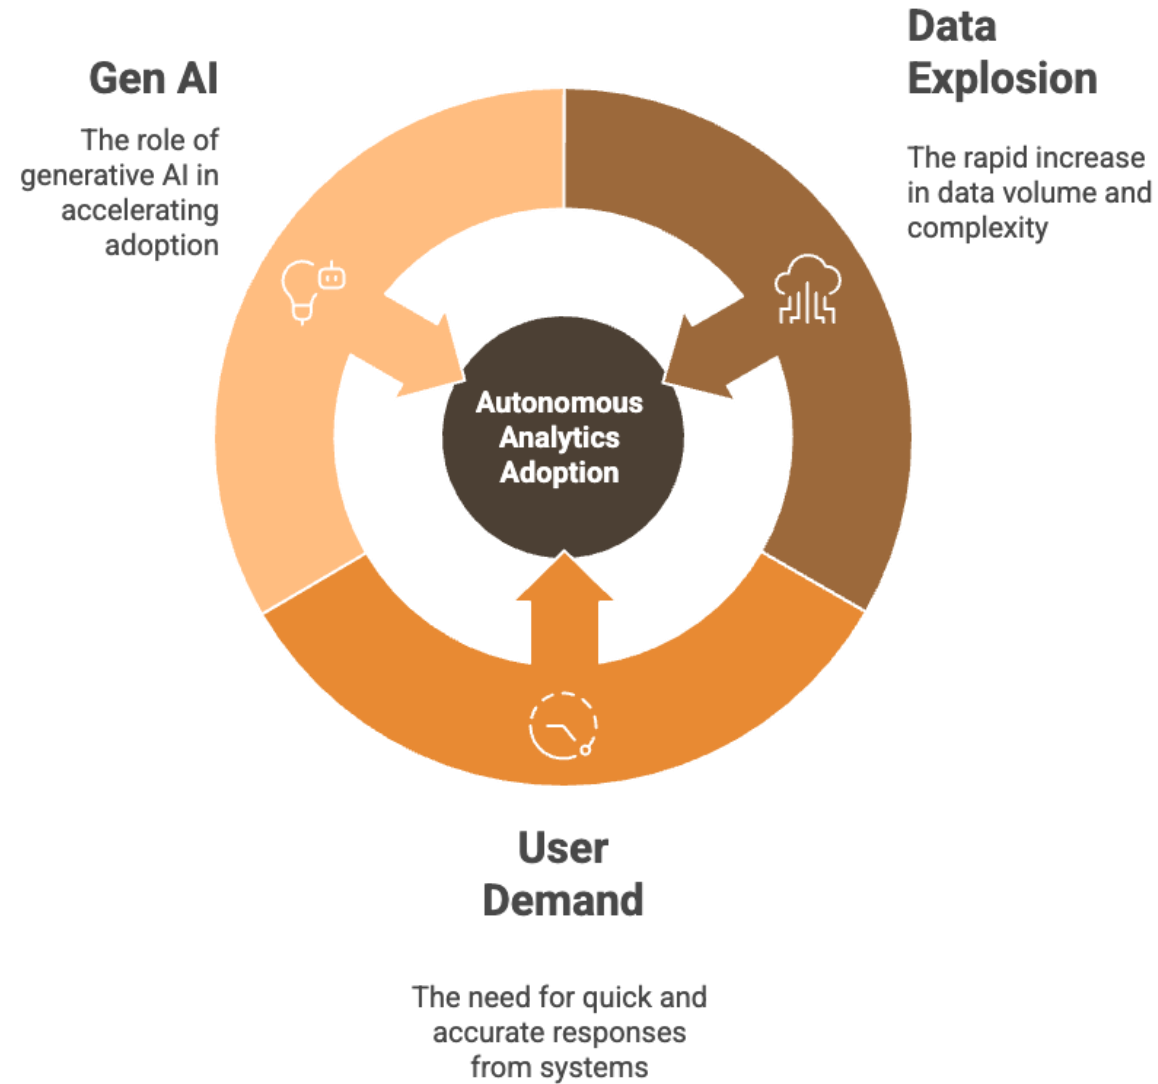 Gen AI
The role of
generative AI in
accelerating
adoption
Data
Explosion
The rapid increase
in data volume and
complexity
Autonomous
Analytics
Adoption
User
Demand
The need for quick and
accurate responses
from systems